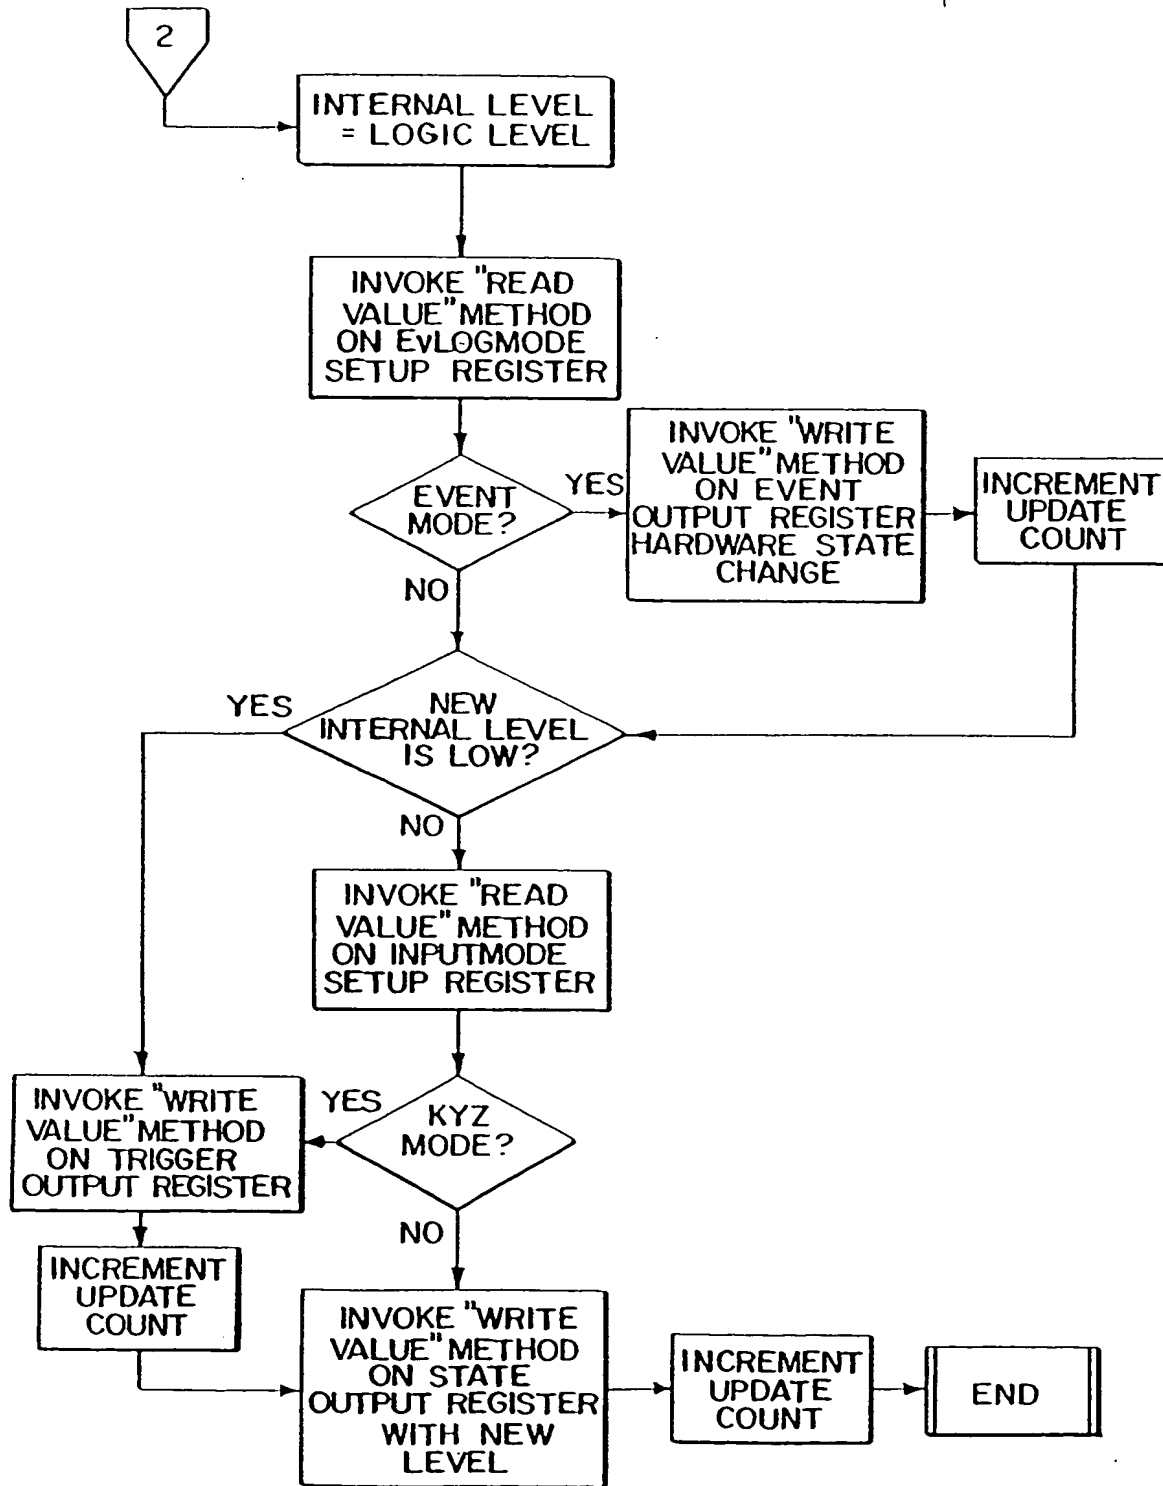 2
INTERNAL LEVEL
= LOGIC LEVEL
INVOKE "READ
VALUE" METHOD
ON EvLOGMODE
SETUP REGISTER
EVENT
MODE?
YES
NO
INVOKE "WRITE
VALUE" METHOD
ON EVENT
OUTPUT REGISTER
HARDWARE STATE
CHANGE
INCREMENT
UPDATE
COUNT
NEW
INTERNAL LEVEL
IS LOW?
YES
NO
INVOKE "READ
VALUE" METHOD
ON INPUTMODE
SETUP REGISTER
KYZ
MODE?
YES
NO
INVOKE "WRITE
VALUE" METHOD
ON TRIGGER
OUTPUT REGISTER
INCREMENT
UPDATE
COUNT
INVOKE "WRITE
VALUE" METHOD
ON STATE
OUTPUT REGISTER
WITH NEW
LEVEL
INCREMENT
UPDATE
COUNT
END